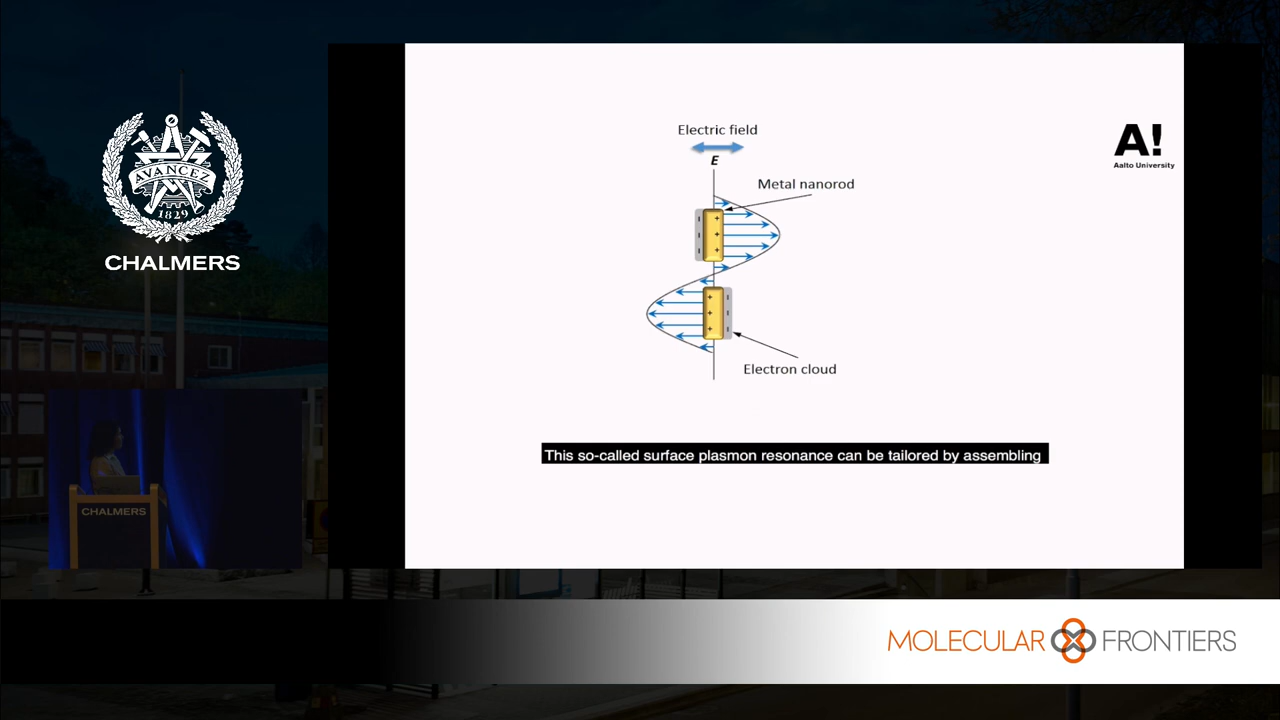 AVANCEZ
1829
CHALMERS
Electric field
E
Metal nanorod
+
+
+
+
+
+
Electron cloud
A!
Aalto University
This so-called surface plasmon resonance can be tailored by assembling
CHALMERS
MOLECULAR FRONTIERS